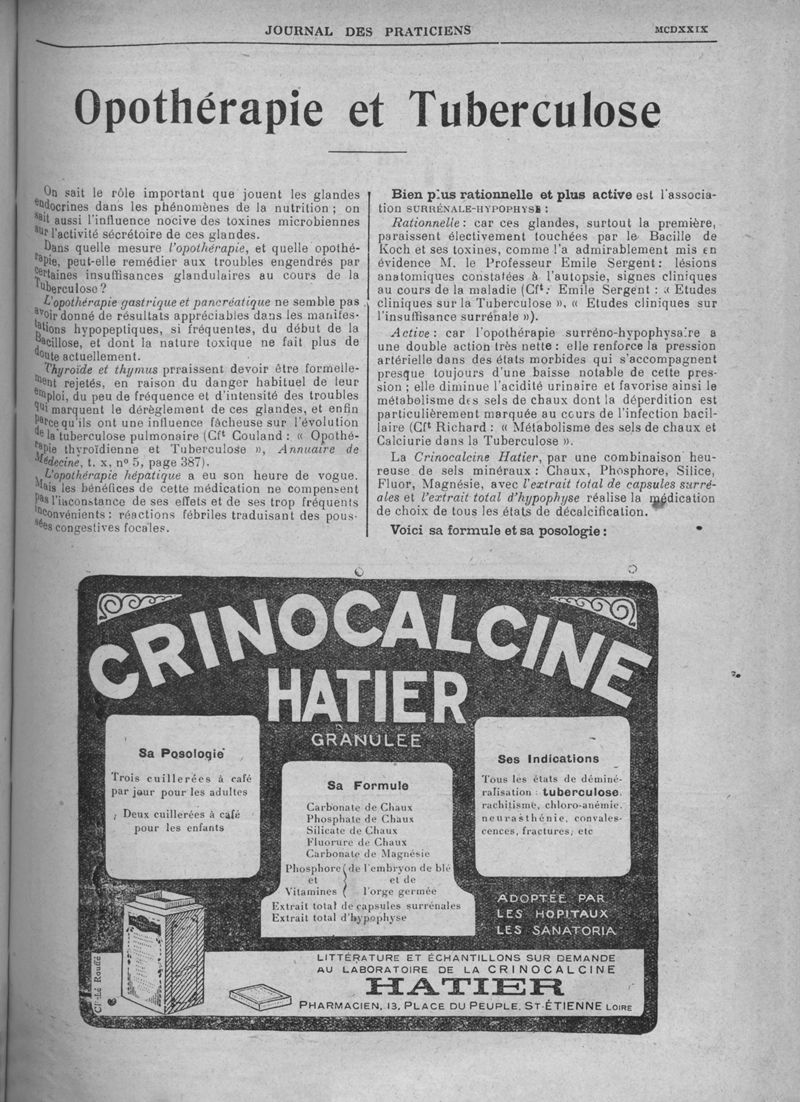 JOURNAL DES PRATICIENS
MCDXXIX
Opothérapie et Tuberculose
On sait le rôle important que jouent les glandes
endocrines dans les phénomènes de la nutrition ; on
sait aussi l'influence nocive des toxines microbiennes
sur l'activité sécrétoire de ces glandes.
Dans quelle mesure l'opothérapie, et quelle opothé-
rapie, peut-elle remédier aux troubles engendrés par
certaines insuffisances glandulaires au cours de la
Tuberculose ?
L'opothérapie gastrique et pancréatique ne semble pas
avoir donné de résultats appréciables dans les manifes-
tations hypopeptiques, si fréquentes, du début de la
Bacillose, et dont la nature toxique ne fait plus de
doute actuellement.
Thyroïde et thymus prraissent devoir être formelle-
ment rejetés, en raison du danger habituel de leur
emploi, du peu de fréquence et d'intensité des troubles
qui marquent le dérèglement de ces glandes, et enfin
parce qu'ils ont une influence fâcheuse sur l'évolution
de la tuberculose pulmonaire (Cft Gouland : « Opothé-
rapie thyroïdienne et Tuberculose », Annuaire de
Médecine, t. x, n° 5, page 387).
L'opothérapie hépatique a eu son heure de vogue.
Mais les bénéfices de cette médication ne compensent
pas l'inconstance de ses effets et de ses trop fréquents
inconvénients : réactions fébriles traduisant des pous-
sées congestives focales.
Bien plus rationnelle et plus active est l'associa-
tion SURRÉNALE-HYPOPHYSE :
Rationnelle : car ces glandes, surtout la première,
paraissent électivement touchées par le Bacille de
Koch et ses toxines, comme l'a admirablement mis en
évidence M. le Professeur Emile Sergent : lésions
anatomiques constatées à l'autopsie, signes cliniques
au cours de la maladie (Cft: Emile Sergent : « Etudes
cliniques sur la Tuberculose », « Etudes cliniques sur
l'insuffisance surrénale »).
Active : car l'opothérapie surréno-hypophysaire a
une double action très nette : elle renforce la pression
artérielle dans des états morbides qui s'accompagnent
presque toujours d'une baisse notable de cette pres-
sion ; elle diminue l'acidité urinaire et favorise ainsi le
métabolisme des sels de chaux dont la déperdition est
particulièrement marquée au cours de l'infection bacil-
laire (Cft Richard : « Métabolisme des sels de chaux et
Calciurie dans la Tuberculose ».
La Crinocalcine Hatier, par une combinaison heu-
reuse de sels minéraux : Chaux, Phosphore, Silice,
Fluor, Magnésie, avec l'extrait total de capsules surré-
ales et l'extrait total d'hypophyse réalise la médication
de choix de tous les états de décalcification.
Voici sa formule et sa posologie :
CRINOCALCINE
HATIER
GRANULÉE
Sa Posologie
Trois cuillerées à café
par jour pour les adultes
Deux cuillerées à café
pour les enfants
Sa Formule
Carbonate de Chaux
Phosphate de Chaux
Silicate de Chaux
Fluorure de Chaux
Carbonate de Magnésie
Phosphore ( de l'embryon de blé
et } et de
Vitamines ( l'orge germée
Extrait total de capsules surrénales
Extrait total d'hypophyse
Ses Indications
Tous les états de déminé-
ralisation : tuberculose,
rachitisme, chloro-anémie,
neurasthénie, convales-
cences, fractures, etc
ADOPTÉE PAR
LES HOPITAUX
LES SANATORIA
LITTÉRATURE ET ÉCHANTILLONS SUR DEMANDE
AU LABORATOIRE DE LA CRINOCALCINE
HATIER
PHARMACIEN, 13, PLACE DU PEUPLE, ST-ÉTIENNE LOIRE